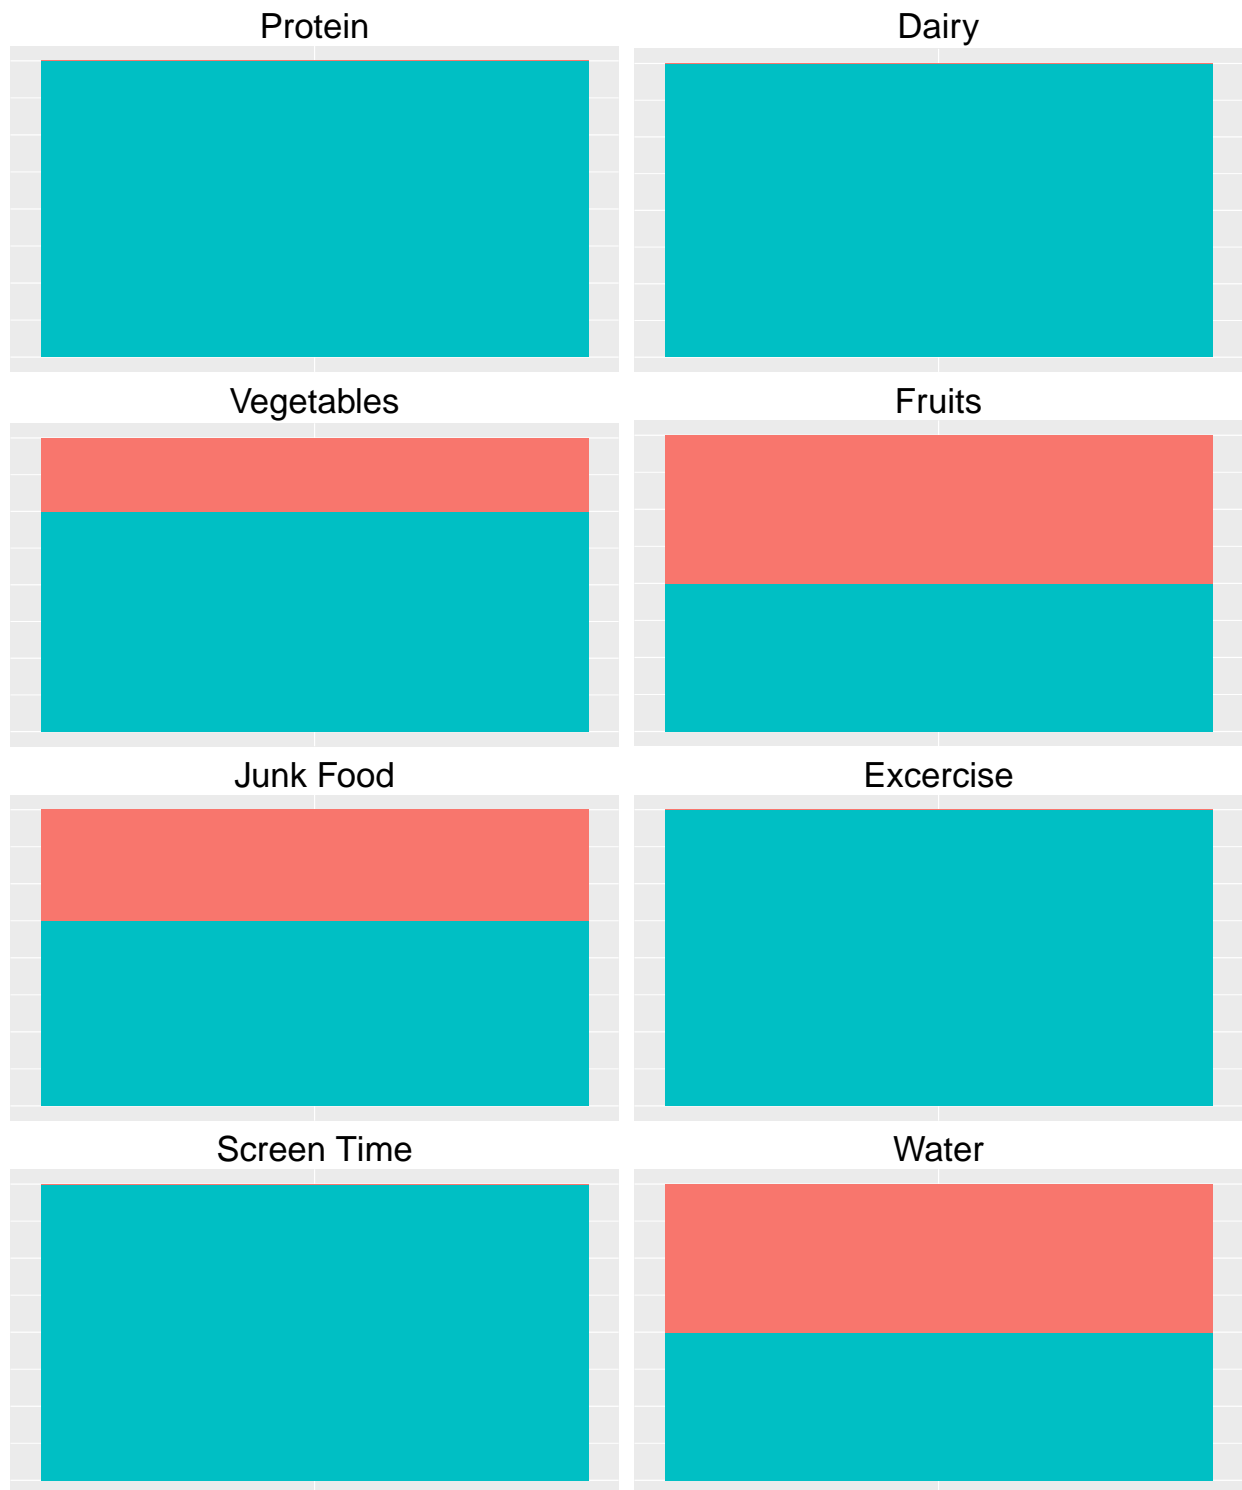 Protein
Dairy
Vegetables
Fruits
Junk Food
Excercise
Screen Time
Water